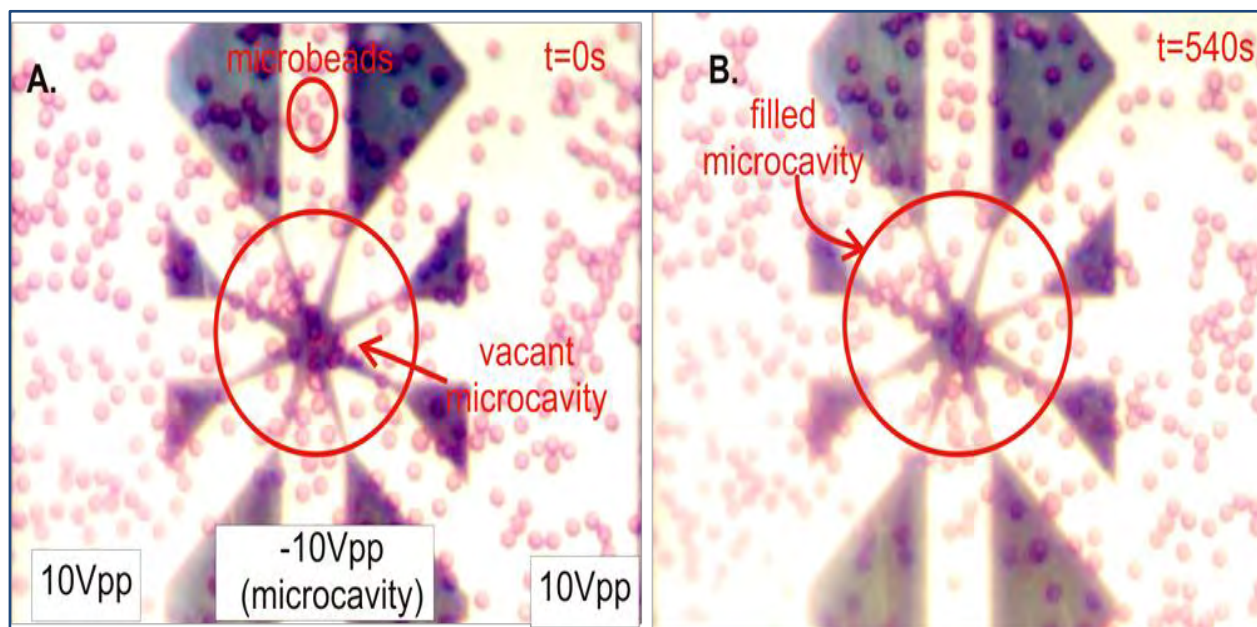 A.
microbeads
t=0s
vacant
microcavity
10Vpp
-10Vpp
(microcavity)
10Vpp
B.
t=540s
filled
microcavity